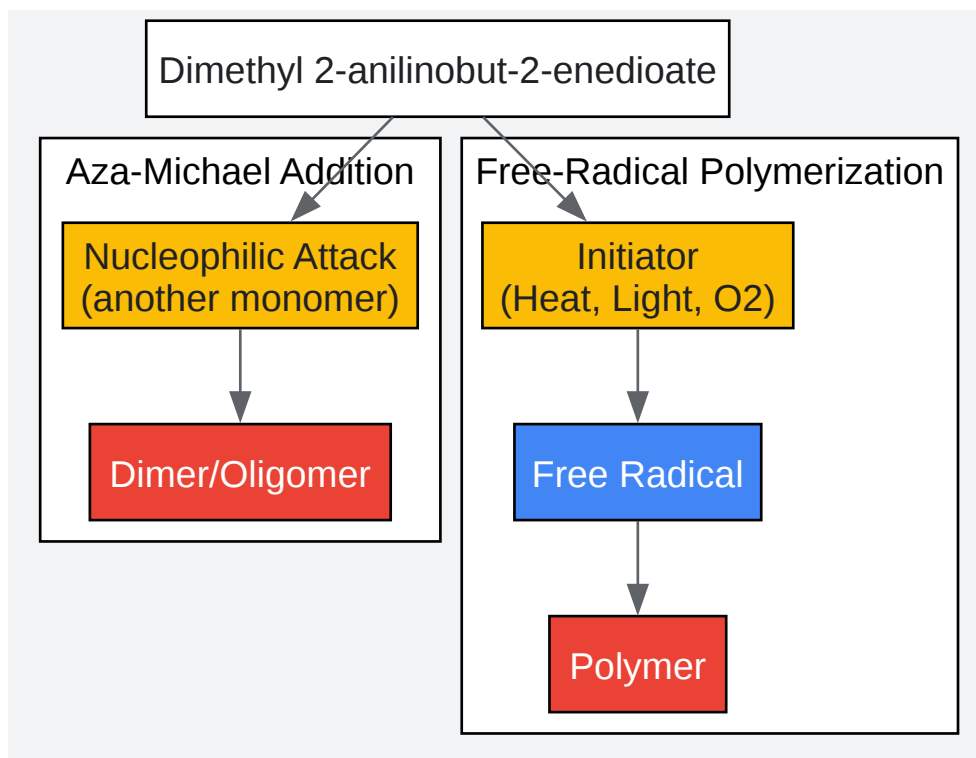 Dimethyl 2-anilinobut-2-enedioate
Aza-Michael Addition
Nucleophilic Attack
(another monomer)
Dimer/Oligomer
Free-Radical Polymerization
Initiator
(Heat, Light, O2)
Free Radical
Polymer